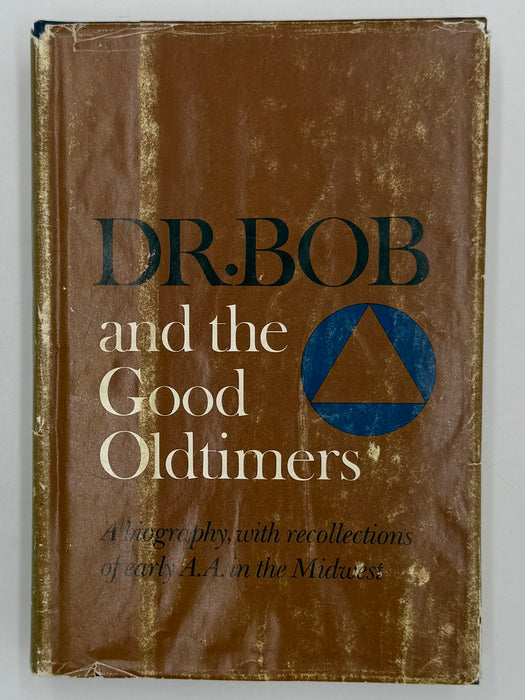 DR. BOB
and the
Good
Oldtimers
A biography, with recollections
of early A.A. in the Midwest